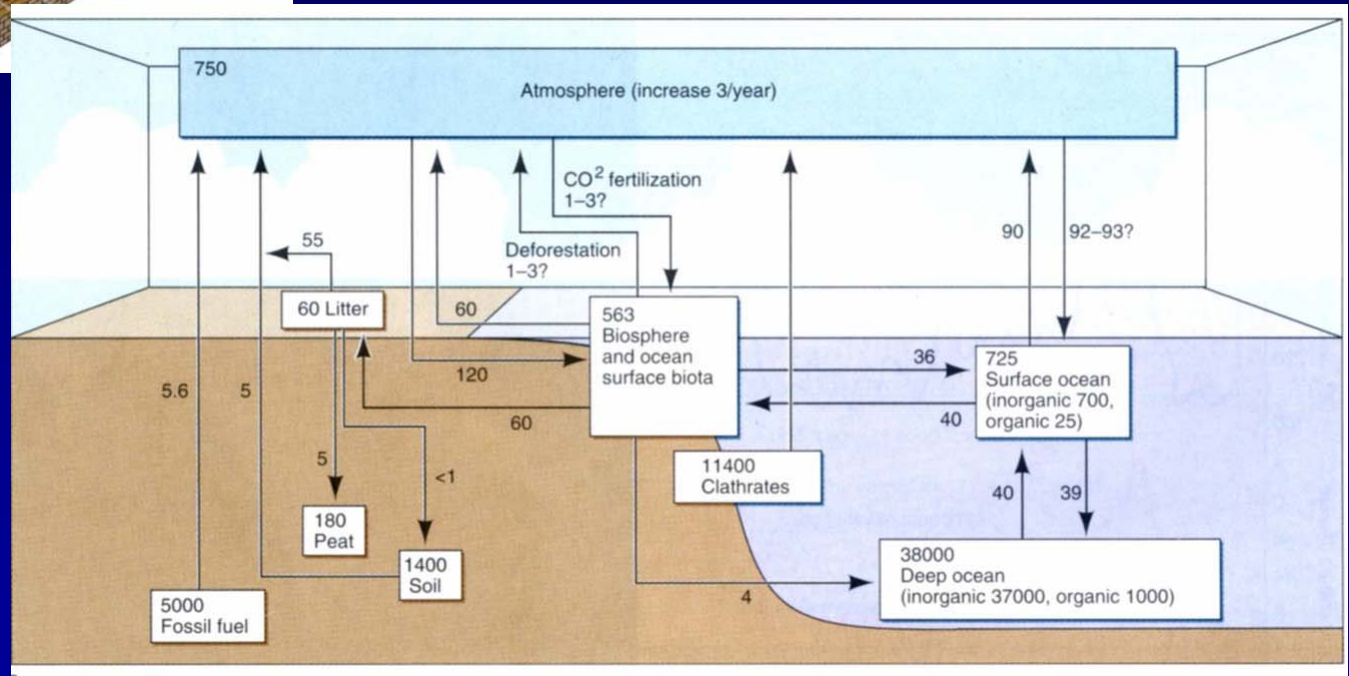 750
Atmosphere (increase 3/year)
CO² fertilization
1–3?
55
Deforestation
1–3?
90
92–93?
60 Litter
60
563
Biosphere
and ocean
surface biota
120
36
725
Surface ocean
(inorganic 700,
organic 25)
5.6
5
60
40
5
<1
11400
Clathrates
40
39
180
Peat
1400
Soil
38000
Deep ocean
(inorganic 37000, organic 1000)
4
5000
Fossil fuel